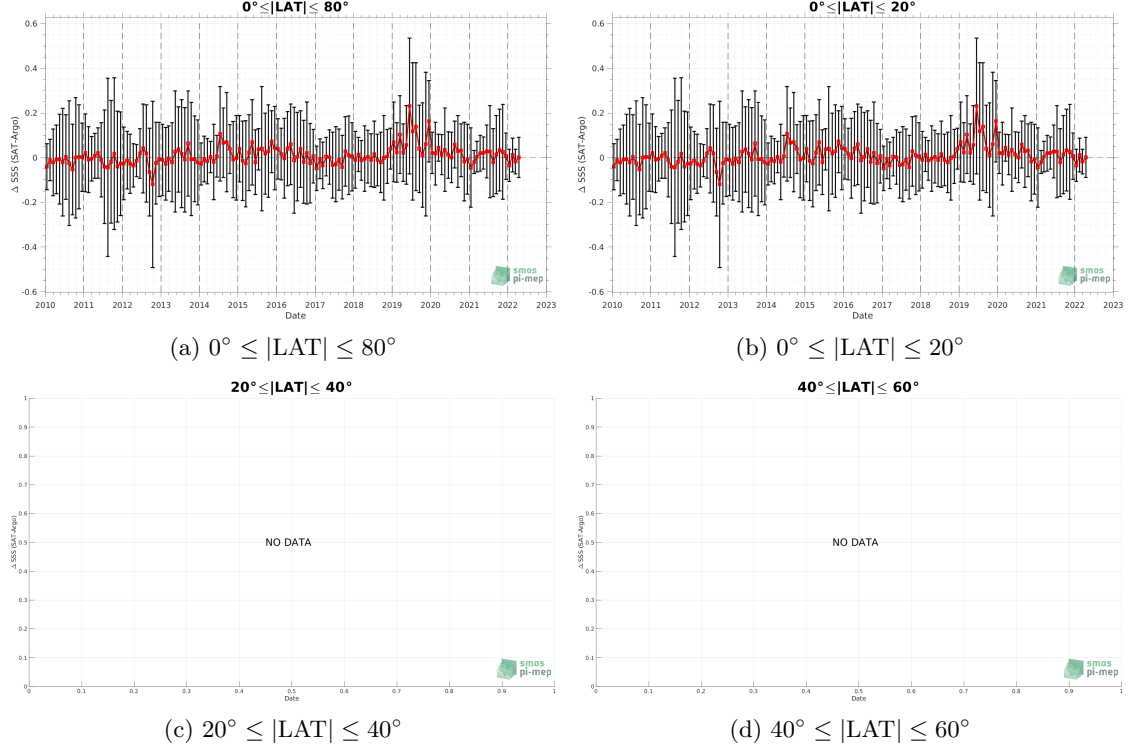 0°≤|LAT|≤ 80°
0.6
0.4
0.2
0
-0.2
-0.4
-0.6
Δ SSS (SAT-Argo)
2010 2011 2012 2013 2014 2015 2016 2017 2018 2019 2020 2021 2022 2023
Date
smos
pi-mep
(a) 0° ≤ |LAT| ≤ 80°
0°≤|LAT|≤ 20°
0.6
0.4
0.2
0
-0.2
-0.4
-0.6
Δ SSS (SAT-Argo)
2010 2011 2012 2013 2014 2015 2016 2017 2018 2019 2020 2021 2022 2023
Date
smos
pi-mep
(b) 0° ≤ |LAT| ≤ 20°
20°≤|LAT|≤ 40°
1
0.9
0.8
0.7
0.6
0.5
0.4
0.3
0.2
0.1
0
Δ SSS (SAT-Argo)
NO DATA
0 0.1 0.2 0.3 0.4 0.5 0.6 0.7 0.8 0.9 1
Date
smos
pi-mep
(c) 20° ≤ |LAT| ≤ 40°
40°≤|LAT|≤ 60°
1
0.9
0.8
0.7
0.6
0.5
0.4
0.3
0.2
0.1
0
Δ SSS (SAT-Argo)
NO DATA
0 0.1 0.2 0.3 0.4 0.5 0.6 0.7 0.8 0.9 1
Date
smos
pi-mep
(d) 40° ≤ |LAT| ≤ 60°